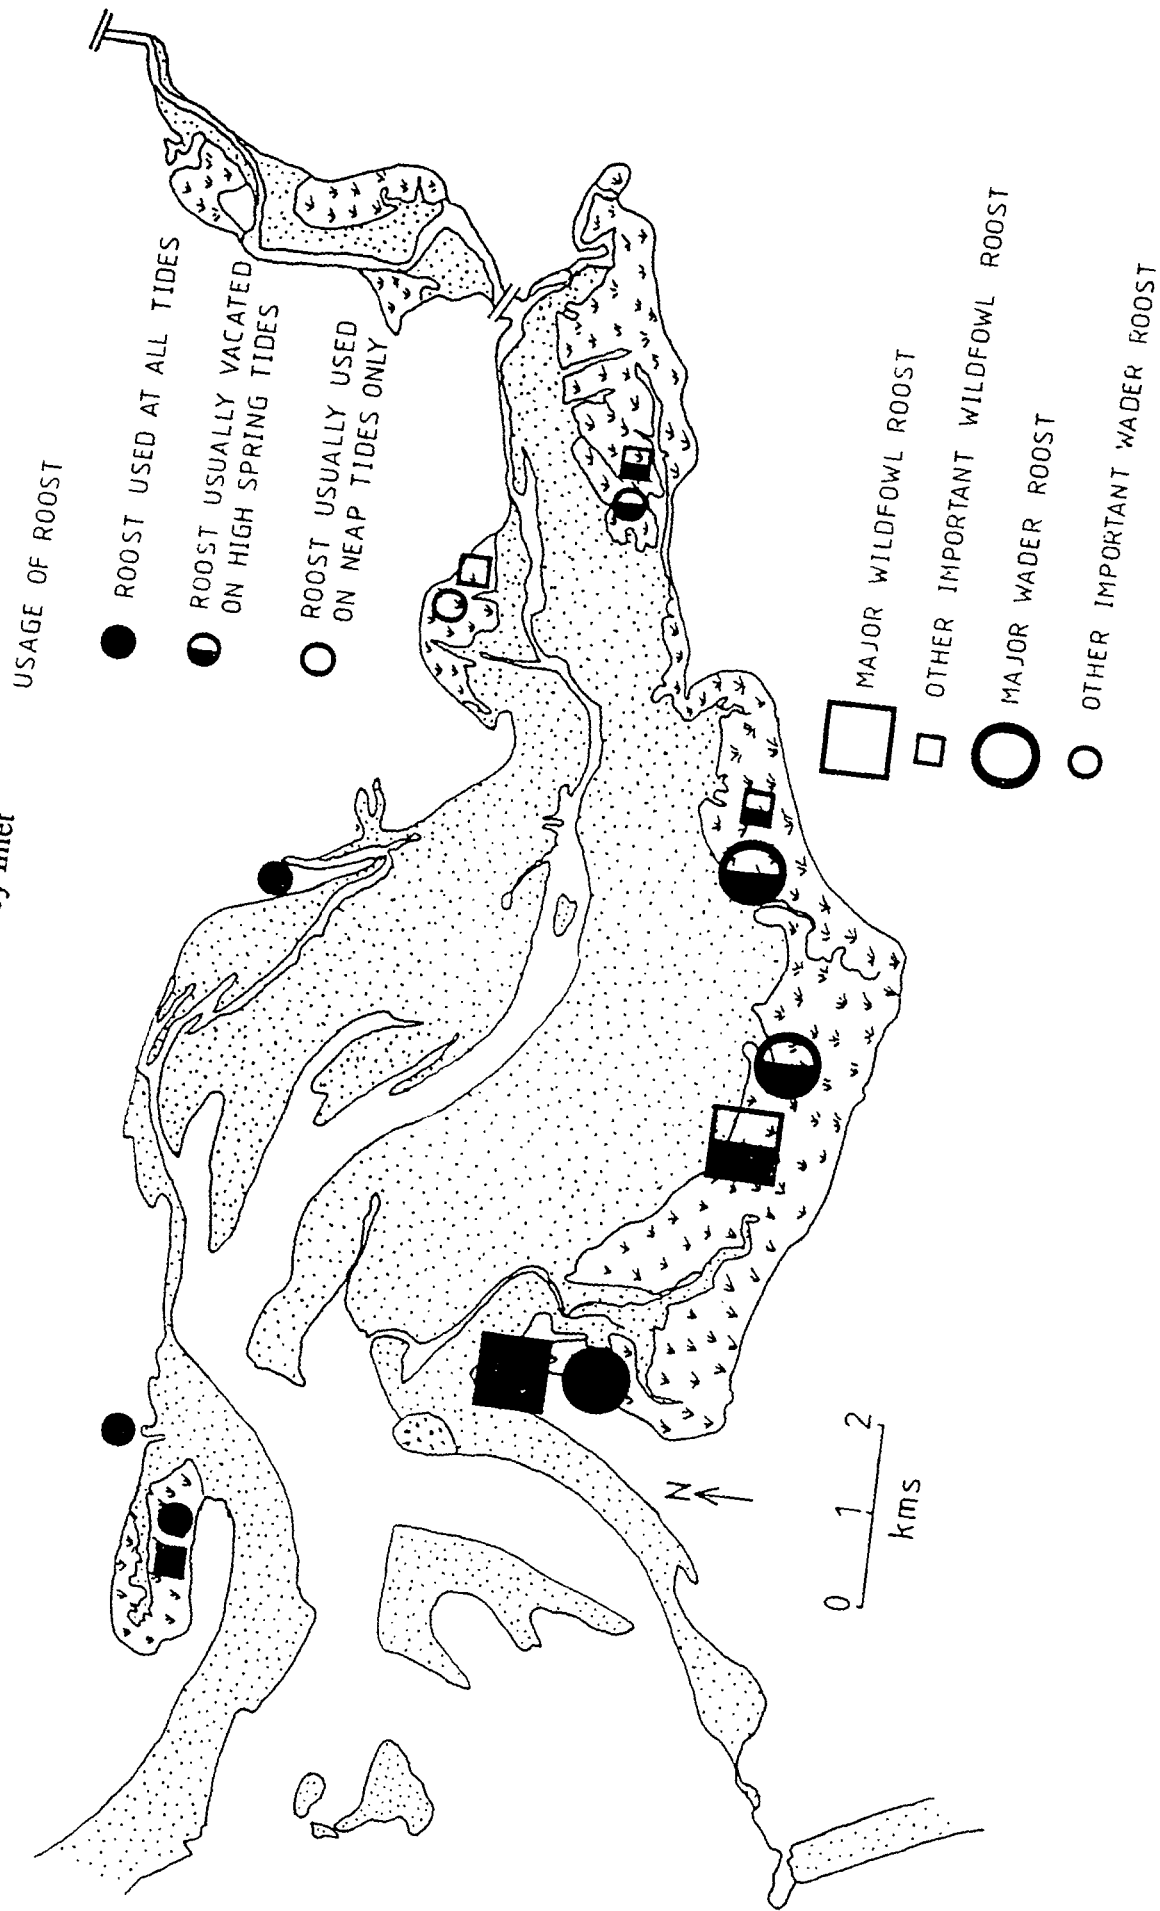 y Inlet
USAGE OF ROOST
ROOST USED AT ALL TIDES
ROOST USUALLY VACATED
ON HIGH SPRING TIDES
ROOST USUALLY USED
ON NEAP TIDES ONLY
MAJOR WILDFOWL ROOST
OTHER IMPORTANT WILDFOWL ROOST
MAJOR WADER ROOST
OTHER IMPORTANT WADER ROOST
N
0 1 2
kms